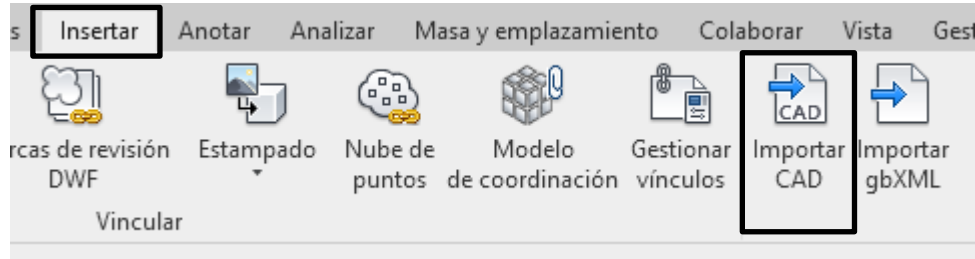 s Insertar Anotar Analizar Masa y emplazamiento Colaborar Vista Gest
CAD
rcas de revisión Estampado Nube de Modelo Gestionar Importar Importar
DWF puntos de coordinación vínculos CAD gbXML
Vincular